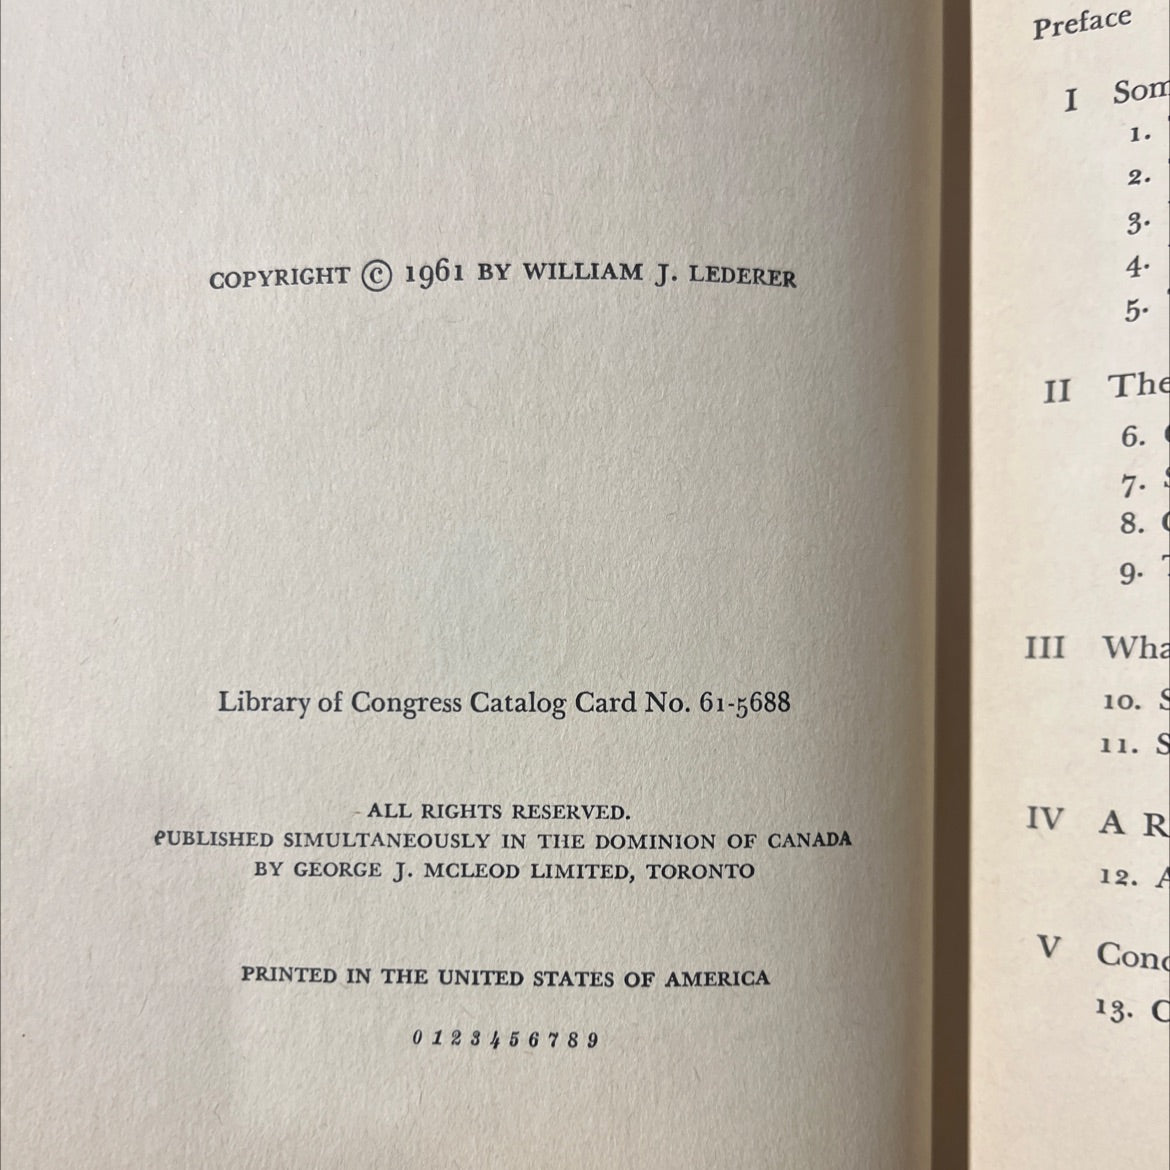 COPYRIGHT © 1961 BY WILLIAM J. LEDERER
Library of Congress Catalog Card No. 61-5688
ALL RIGHTS RESERVED.
PUBLISHED SIMULTANEOUSLY IN THE DOMINION OF CANADA
BY GEORGE J. MCLEOD LIMITED, TORONTO
PRINTED IN THE UNITED STATES OF AMERICA
0 1 2 3 4 5 6 7 8 9
Preface
I Som
1.
2.
3.
4.
5.
II The
6.
7. S
8.
9.
III Wha
10. S
11. S
IV A R
12. A
V Conc
13. C